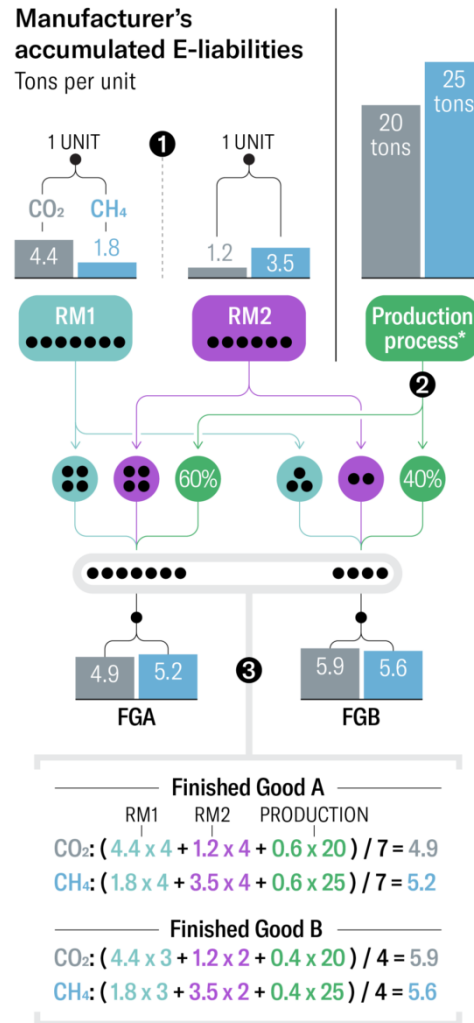 Manufacturer's
accumulated E-liabilities
Tons per unit
1 UNIT
❶
1 UNIT
CO₂ CH₄
4.4 1.8
1.2 3.5
20
tons
25
tons
RM1
RM2
Production
process*
❷
60%
40%
4.9 5.2
❸
5.9 5.6
FGA
FGB
Finished Good A
RM1 RM2 PRODUCTION
CO₂: (4.4 x 4 + 1.2 x 4 + 0.6 x 20) / 7 = 4.9
CH₄: (1.8 x 4 + 3.5 x 4 + 0.6 x 25) / 7 = 5.2
Finished Good B
CO₂: (4.4 x 3 + 1.2 x 2 + 0.4 x 20) / 4 = 5.9
CH₄: (1.8 x 3 + 3.5 x 2 + 0.4 x 25) / 4 = 5.6